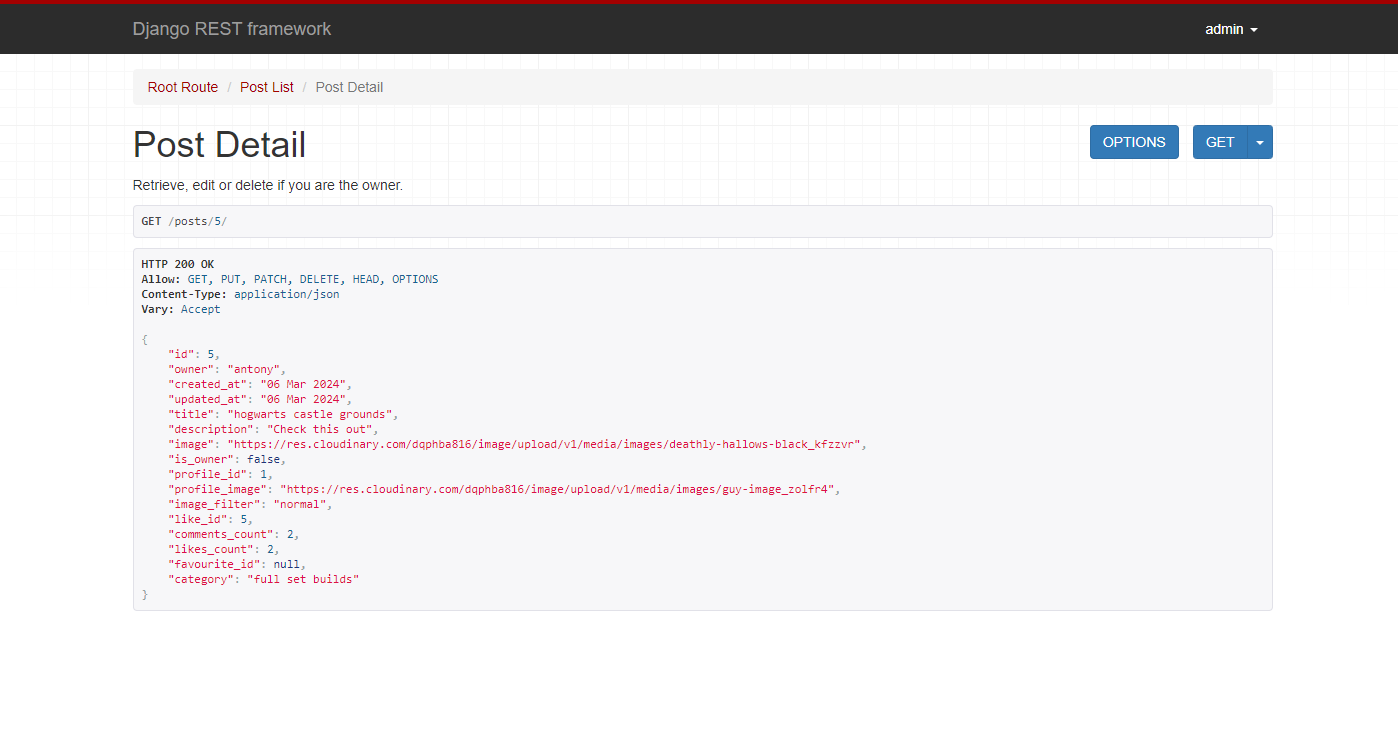 Django REST framework
admin
Root Route / Post List / Post Detail
Post Detail
OPTIONS
GET
Retrieve, edit or delete if you are the owner.
GET /posts/5/
HTTP 200 OK
Allow: GET, PUT, PATCH, DELETE, HEAD, OPTIONS
Content-Type: application/json
Vary: Accept
{
    "id": 5,
    "owner": "antony",
    "created_at": "06 Mar 2024",
    "updated_at": "06 Mar 2024",
    "title": "hogwarts castle grounds",
    "description": "Check this out",
    "image": "https://res.cloudinary.com/dqphba816/image/upload/v1/media/images/deathly-hallows-black_kfzzvr",
    "is_owner": false,
    "profile_id": 1,
    "profile_image": "https://res.cloudinary.com/dqphba816/image/upload/v1/media/images/guy-image_zolfr4",
    "image_filter": "normal",
    "like_id": 5,
    "comments_count": 2,
    "likes_count": 2,
    "favourite_id": null,
    "category": "full set builds"
}